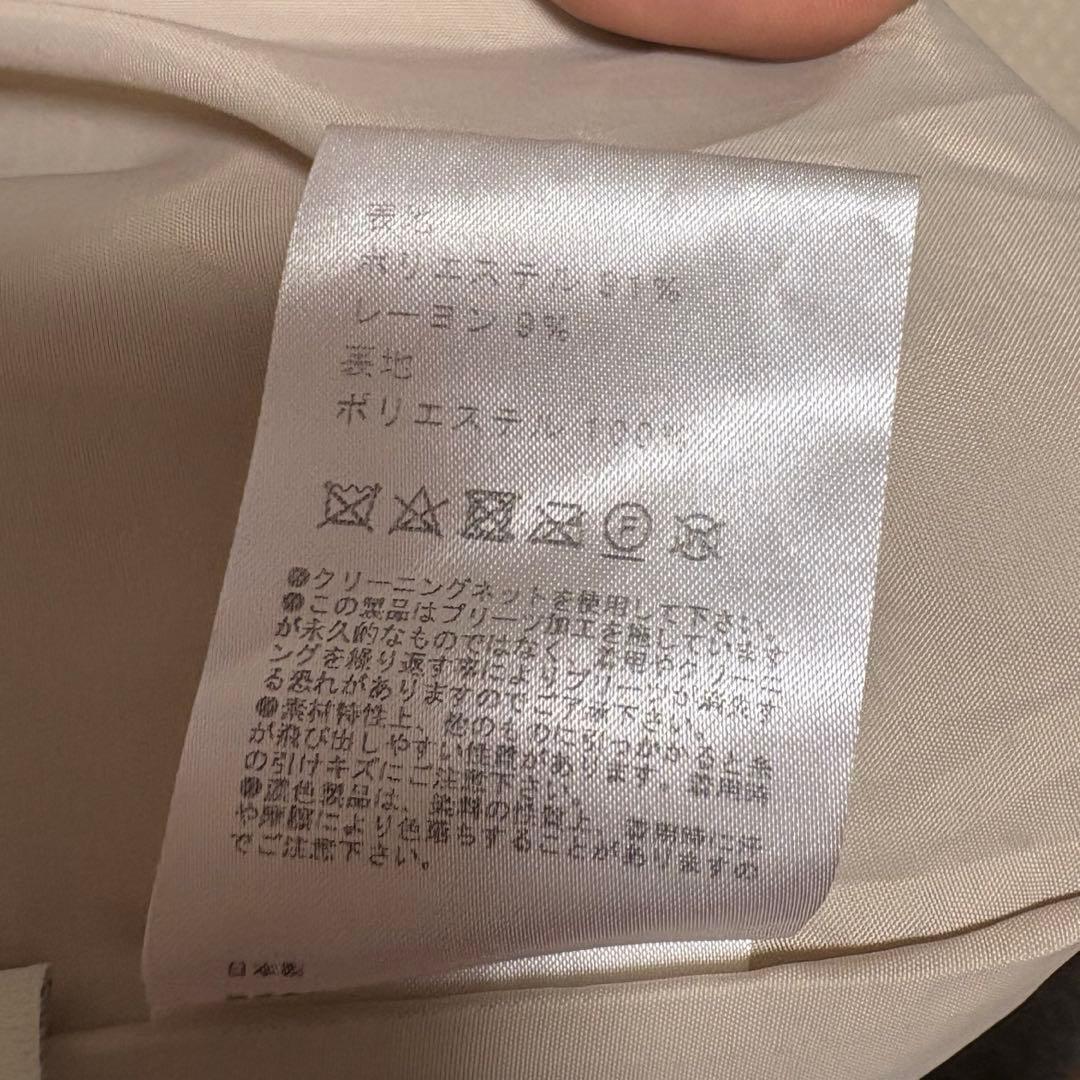 表地
ポリエステル 91%
レーヨン 9%
裏地
ポリエステル 100%
F
●クリーニングネットを使用して下さい。
●この製品はプリーツ加工を施しています
が永久的なものではなく、着用やクリーニ
ングを繰り返す事によりプリーツが消失す
る恐れがありますのでご了承下さい。
●素材特性上、他のものに引っかかると糸
が飛び出しやすい性質があります。着用時
の引けキズにご注意下さい。
●濃色製品は、染料の性質上、着用時に汗
や摩擦により色落ちすることがありますの
でご注意下さい。
日本製